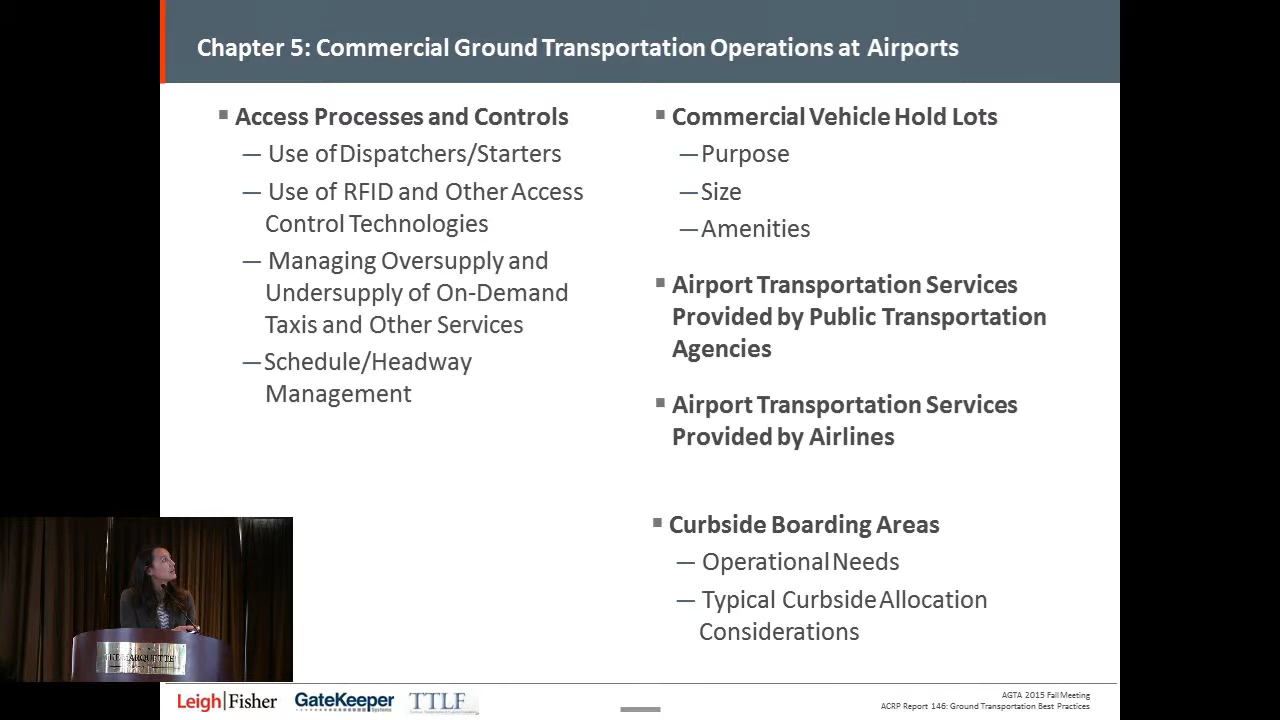 Chapter 5: Commercial Ground Transportation Operations at Airports
Access Processes and Controls
— Use of Dispatchers/Starters
— Use of RFID and Other Access
Control Technologies
— Managing Oversupply and
Undersupply of On-Demand
Taxis and Other Services
— Schedule/Headway
Management
Commercial Vehicle Hold Lots
— Purpose
— Size
— Amenities
Airport Transportation Services
Provided by Public Transportation
Agencies
Airport Transportation Services
Provided by Airlines
Curbside Boarding Areas
— Operational Needs
— Typical Curbside Allocation
Considerations
Leigh|Fisher
GateKeeper
Systems
TTLF
AGTA 2015 Fall Meeting
ACRP Report 146: Ground Transportation Best Practices